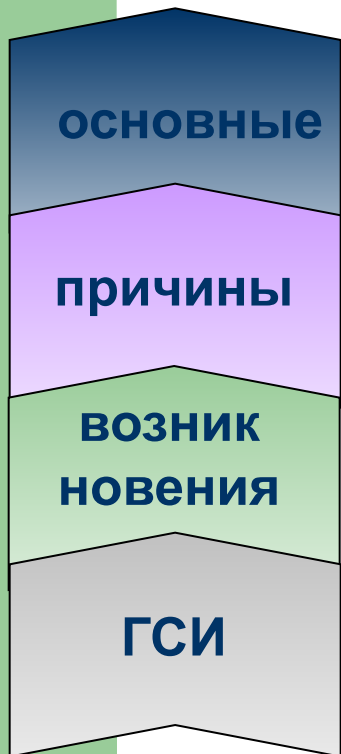 основные
причины
возник
новения
ГСИ